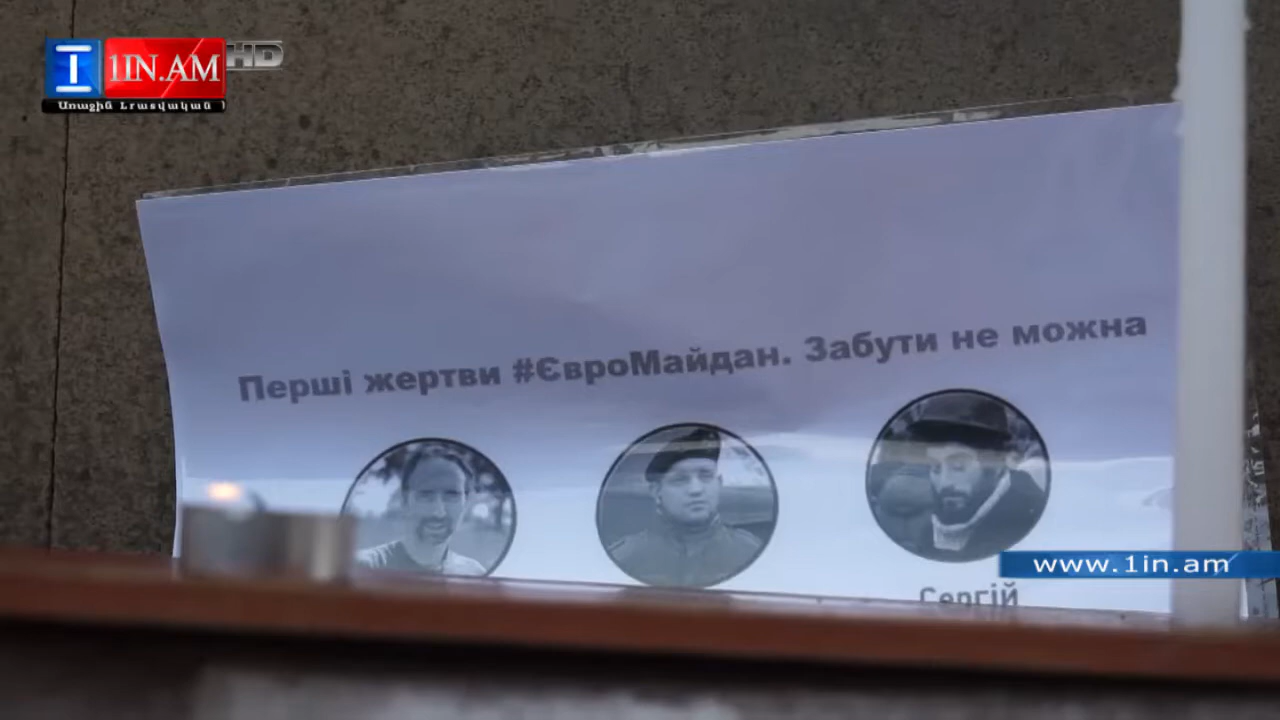 1IN.AM HD
Առաջին Լրատվական
Перші жертви #ЄвроМайдан. Забути не можна
Сергій
www.1in.am